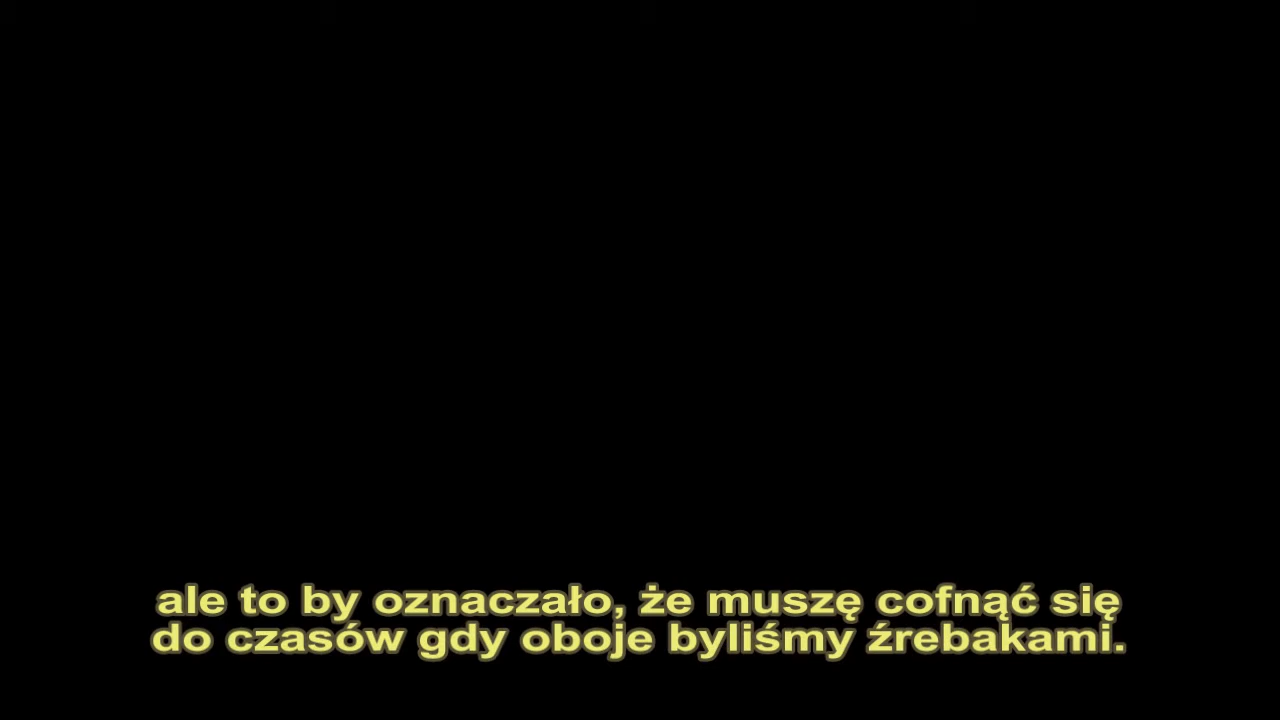 ale to by oznaczało, że muszę cofnąć się
do czasów gdy oboje byliśmy źrebakami.